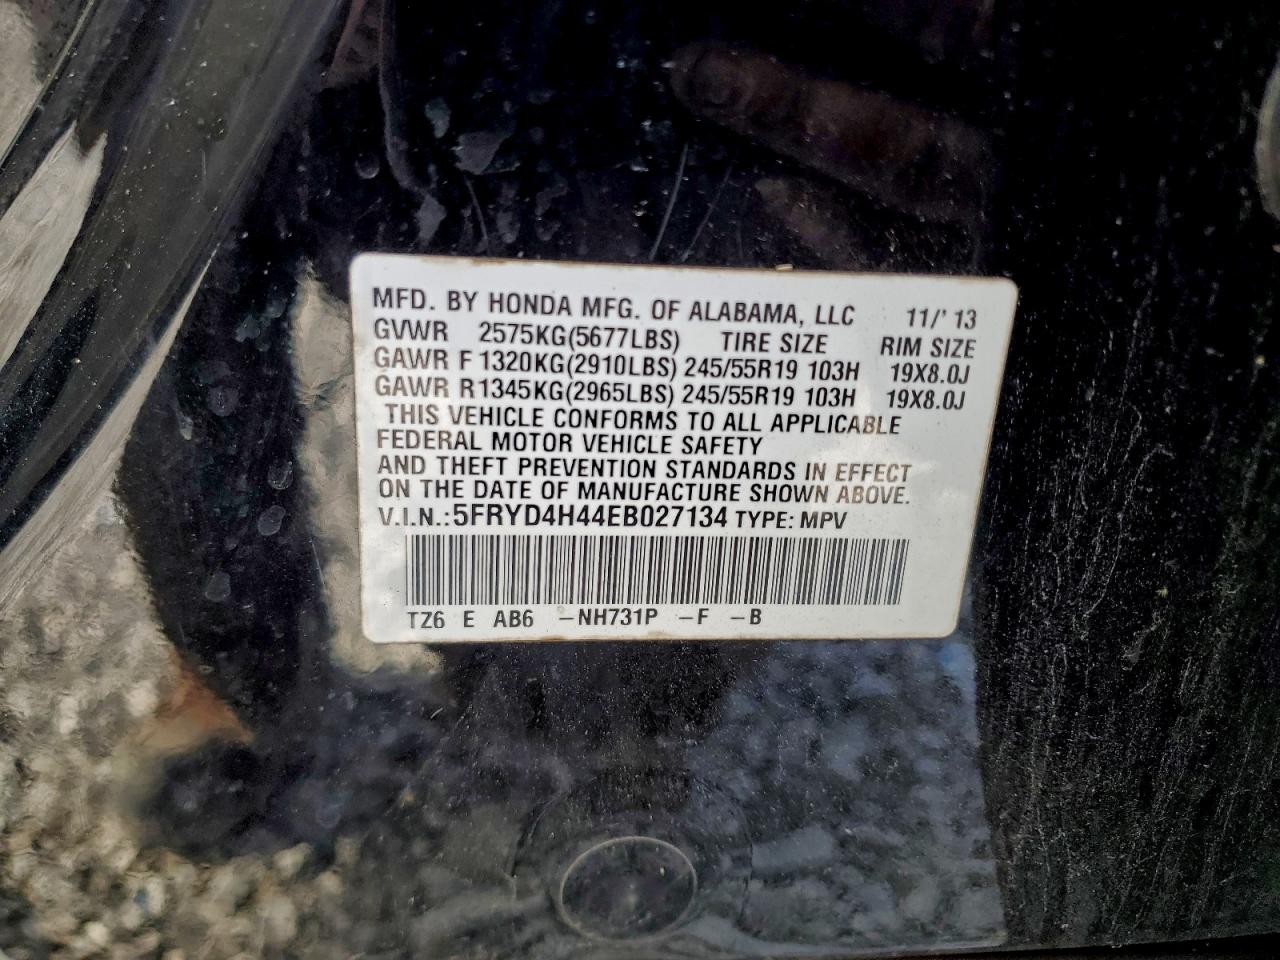 MFD. BY HONDA MFG. OF ALABAMA, LLC 11/' 13
GVWR 2575KG(5677LBS) TIRE SIZE RIM SIZE
GAWR F 1320KG(2910LBS) 245/55R19 103H 19X8.0J
GAWR R1345KG(2965LBS) 245/55R19 103H 19X8.0J
THIS VEHICLE CONFORMS TO ALL APPLICABLE
FEDERAL MOTOR VEHICLE SAFETY
AND THEFT PREVENTION STANDARDS IN EFFECT
ON THE DATE OF MANUFACTURE SHOWN ABOVE.
V.I.N.:5FRYD4H44EB027134 TYPE: MPV
TZ6 E AB6 –NH731P –F –B